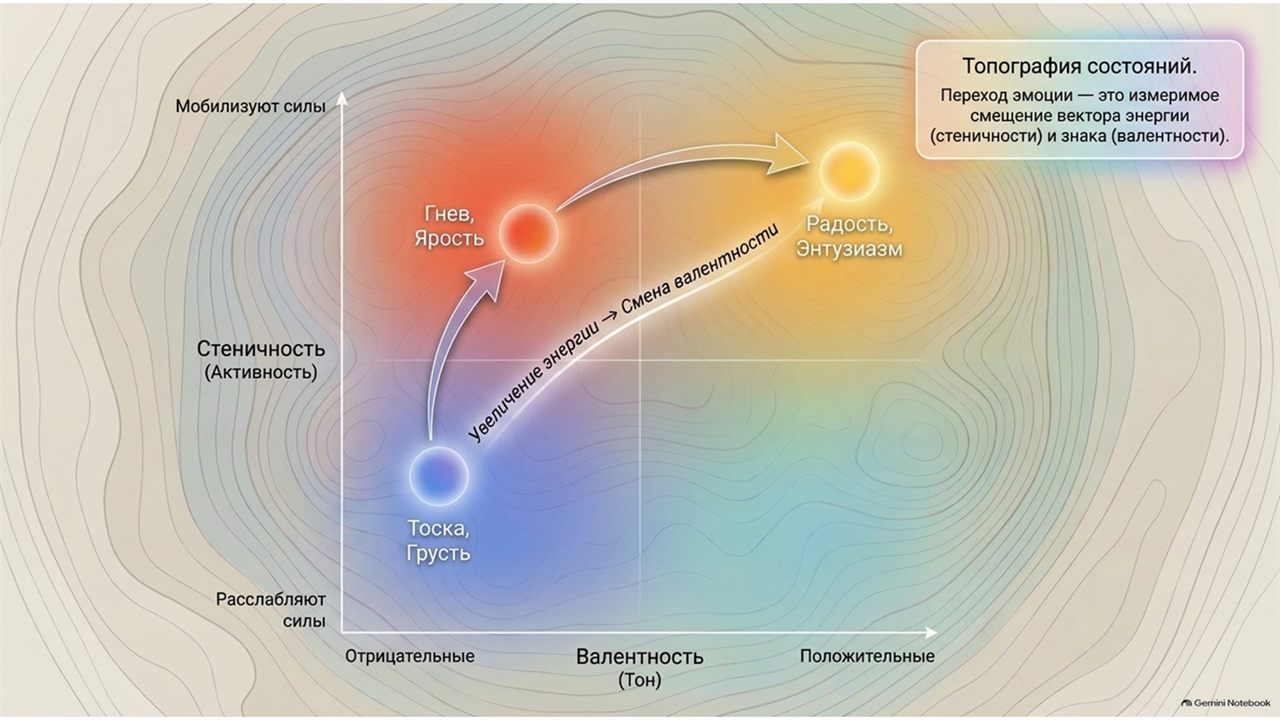 Топография состояний.
Переход эмоции — это измеримое
смещение вектора энергии
(стеничности) и знака (валентности).
Мобилизуют силы
Гнев,
Ярость
Радость,
Энтузиазм
Увеличение энергии → Смена валентности
Стеничность
(Активность)
Тоска,
Грусть
Расслабляют
силы
Отрицательные
Валентность
(Тон)
Положительные
Gemini Notebook